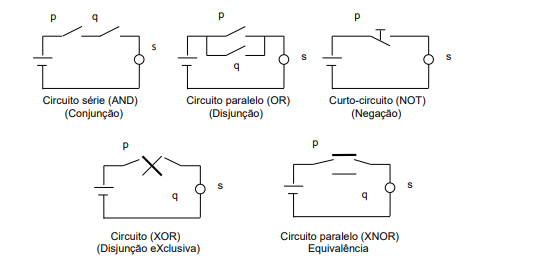 p q s
p q s
p s
Circuito série (AND)
(Conjunção)
Circuito paralelo (OR)
(Disjunção)
Curto-circuito (NOT)
(Negação)
p q s
p q s
Circuito (XOR)
(Disjunção eXclusiva)
Circuito paralelo (XNOR)
Equivalência